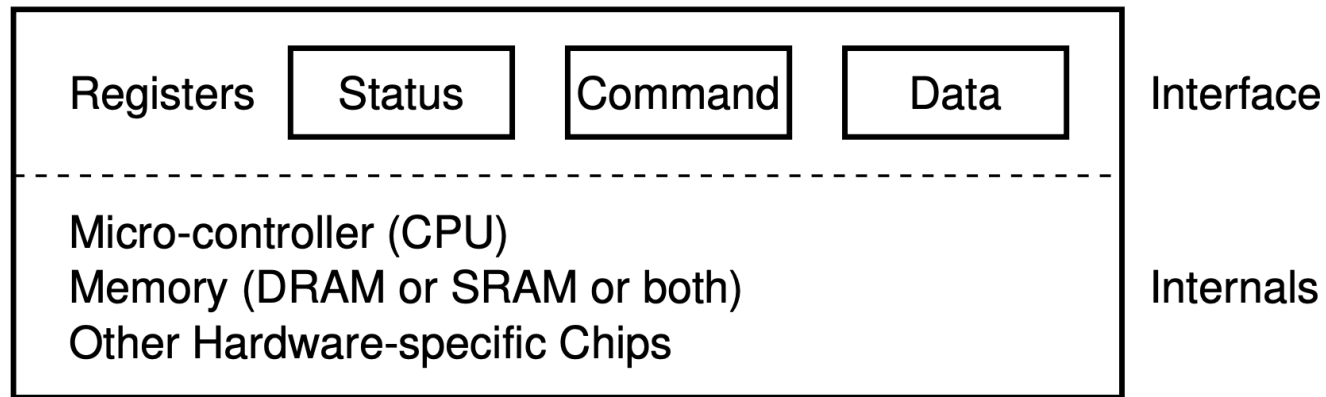 Registers Status Command Data Interface
Micro-controller (CPU)
Memory (DRAM or SRAM or both) Internals
Other Hardware-specific Chips